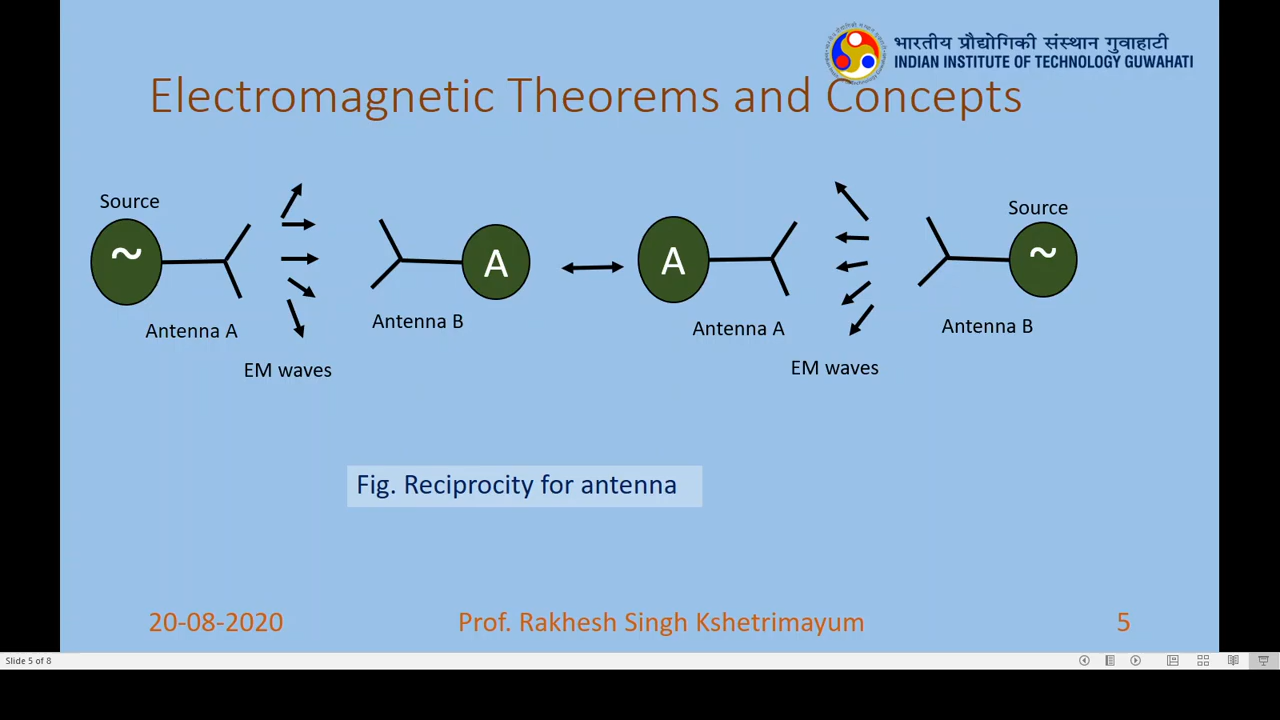 भारतीय प्रौद्योगिकी संस्थान गुवाहाटी
INDIAN INSTITUTE OF TECHNOLOGY GUWAHATI
Electromagnetic Theorems and Concepts
Source
~
Antenna A
EM waves
Antenna B
A
A
Antenna A
EM waves
Source
~
Antenna B
Fig. Reciprocity for antenna
20-08-2020
Prof. Rakhesh Singh Kshetrimayum
5
Slide 5 of 8